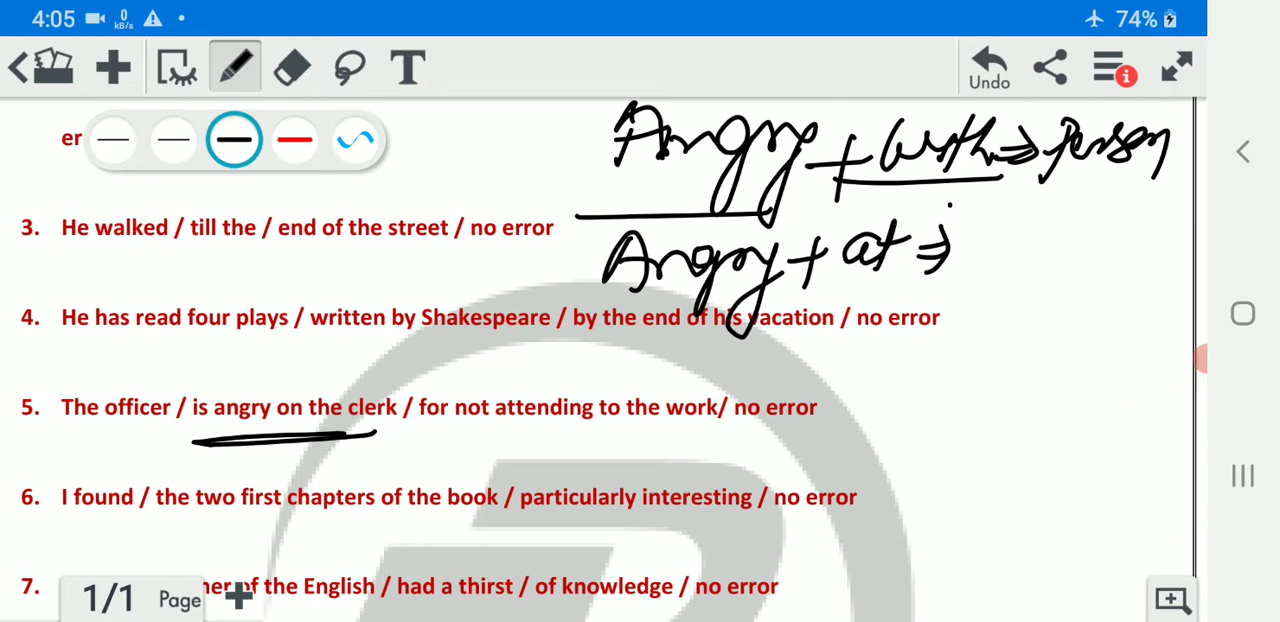 4:05 0 kB/s 74%
T Undo
er
Angry + with ⇒ Person
3. He walked / till the / end of the street / no error
Angry + at ⇒
4. He has read four plays / written by Shakespeare / by the end of his vacation / no error
5. The officer / is angry on the clerk / for not attending to the work/ no error
6. I found / the two first chapters of the book / particularly interesting / no error
7. of the English / had a thirst / of knowledge / no error
1/1 Page